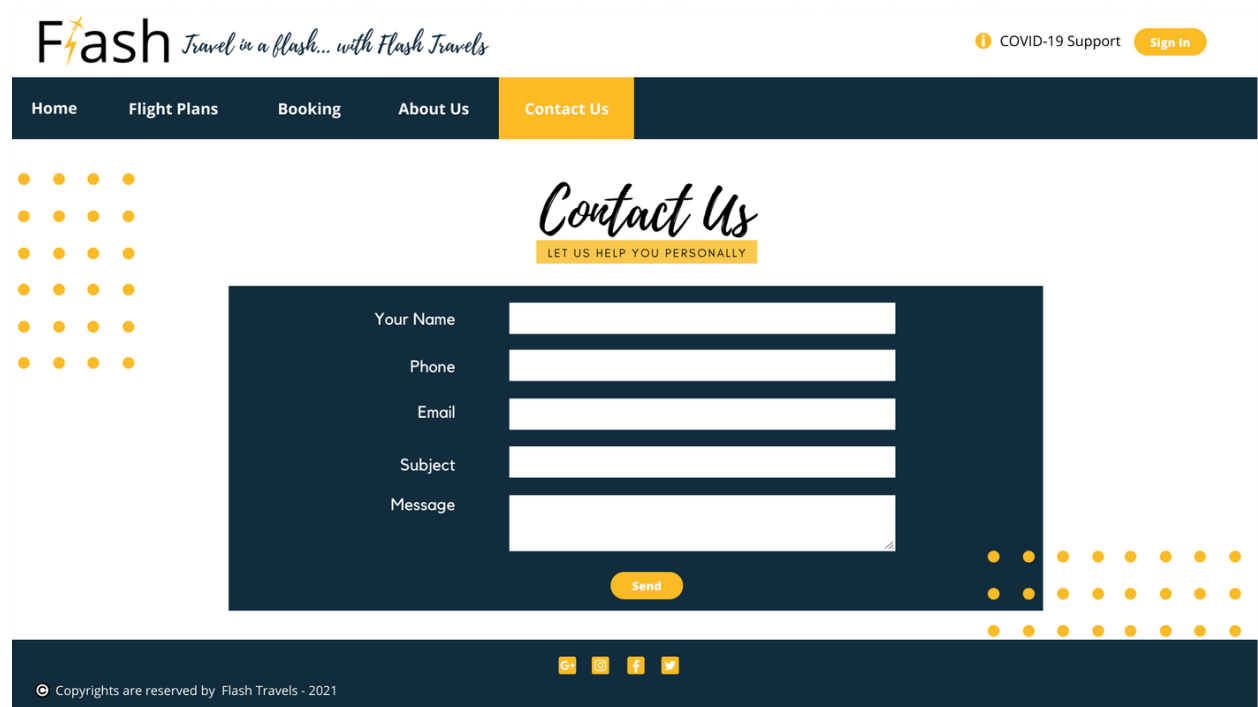 Flash Travel in a flash... with Flash Travels
COVID-19 Support Sign In
Home Flight Plans Booking About Us Contact Us
Contact Us
LET US HELP YOU PERSONALLY
Your Name
Phone
Email
Subject
Message
Send
G+
© Copyrights are reserved by Flash Travels - 2021